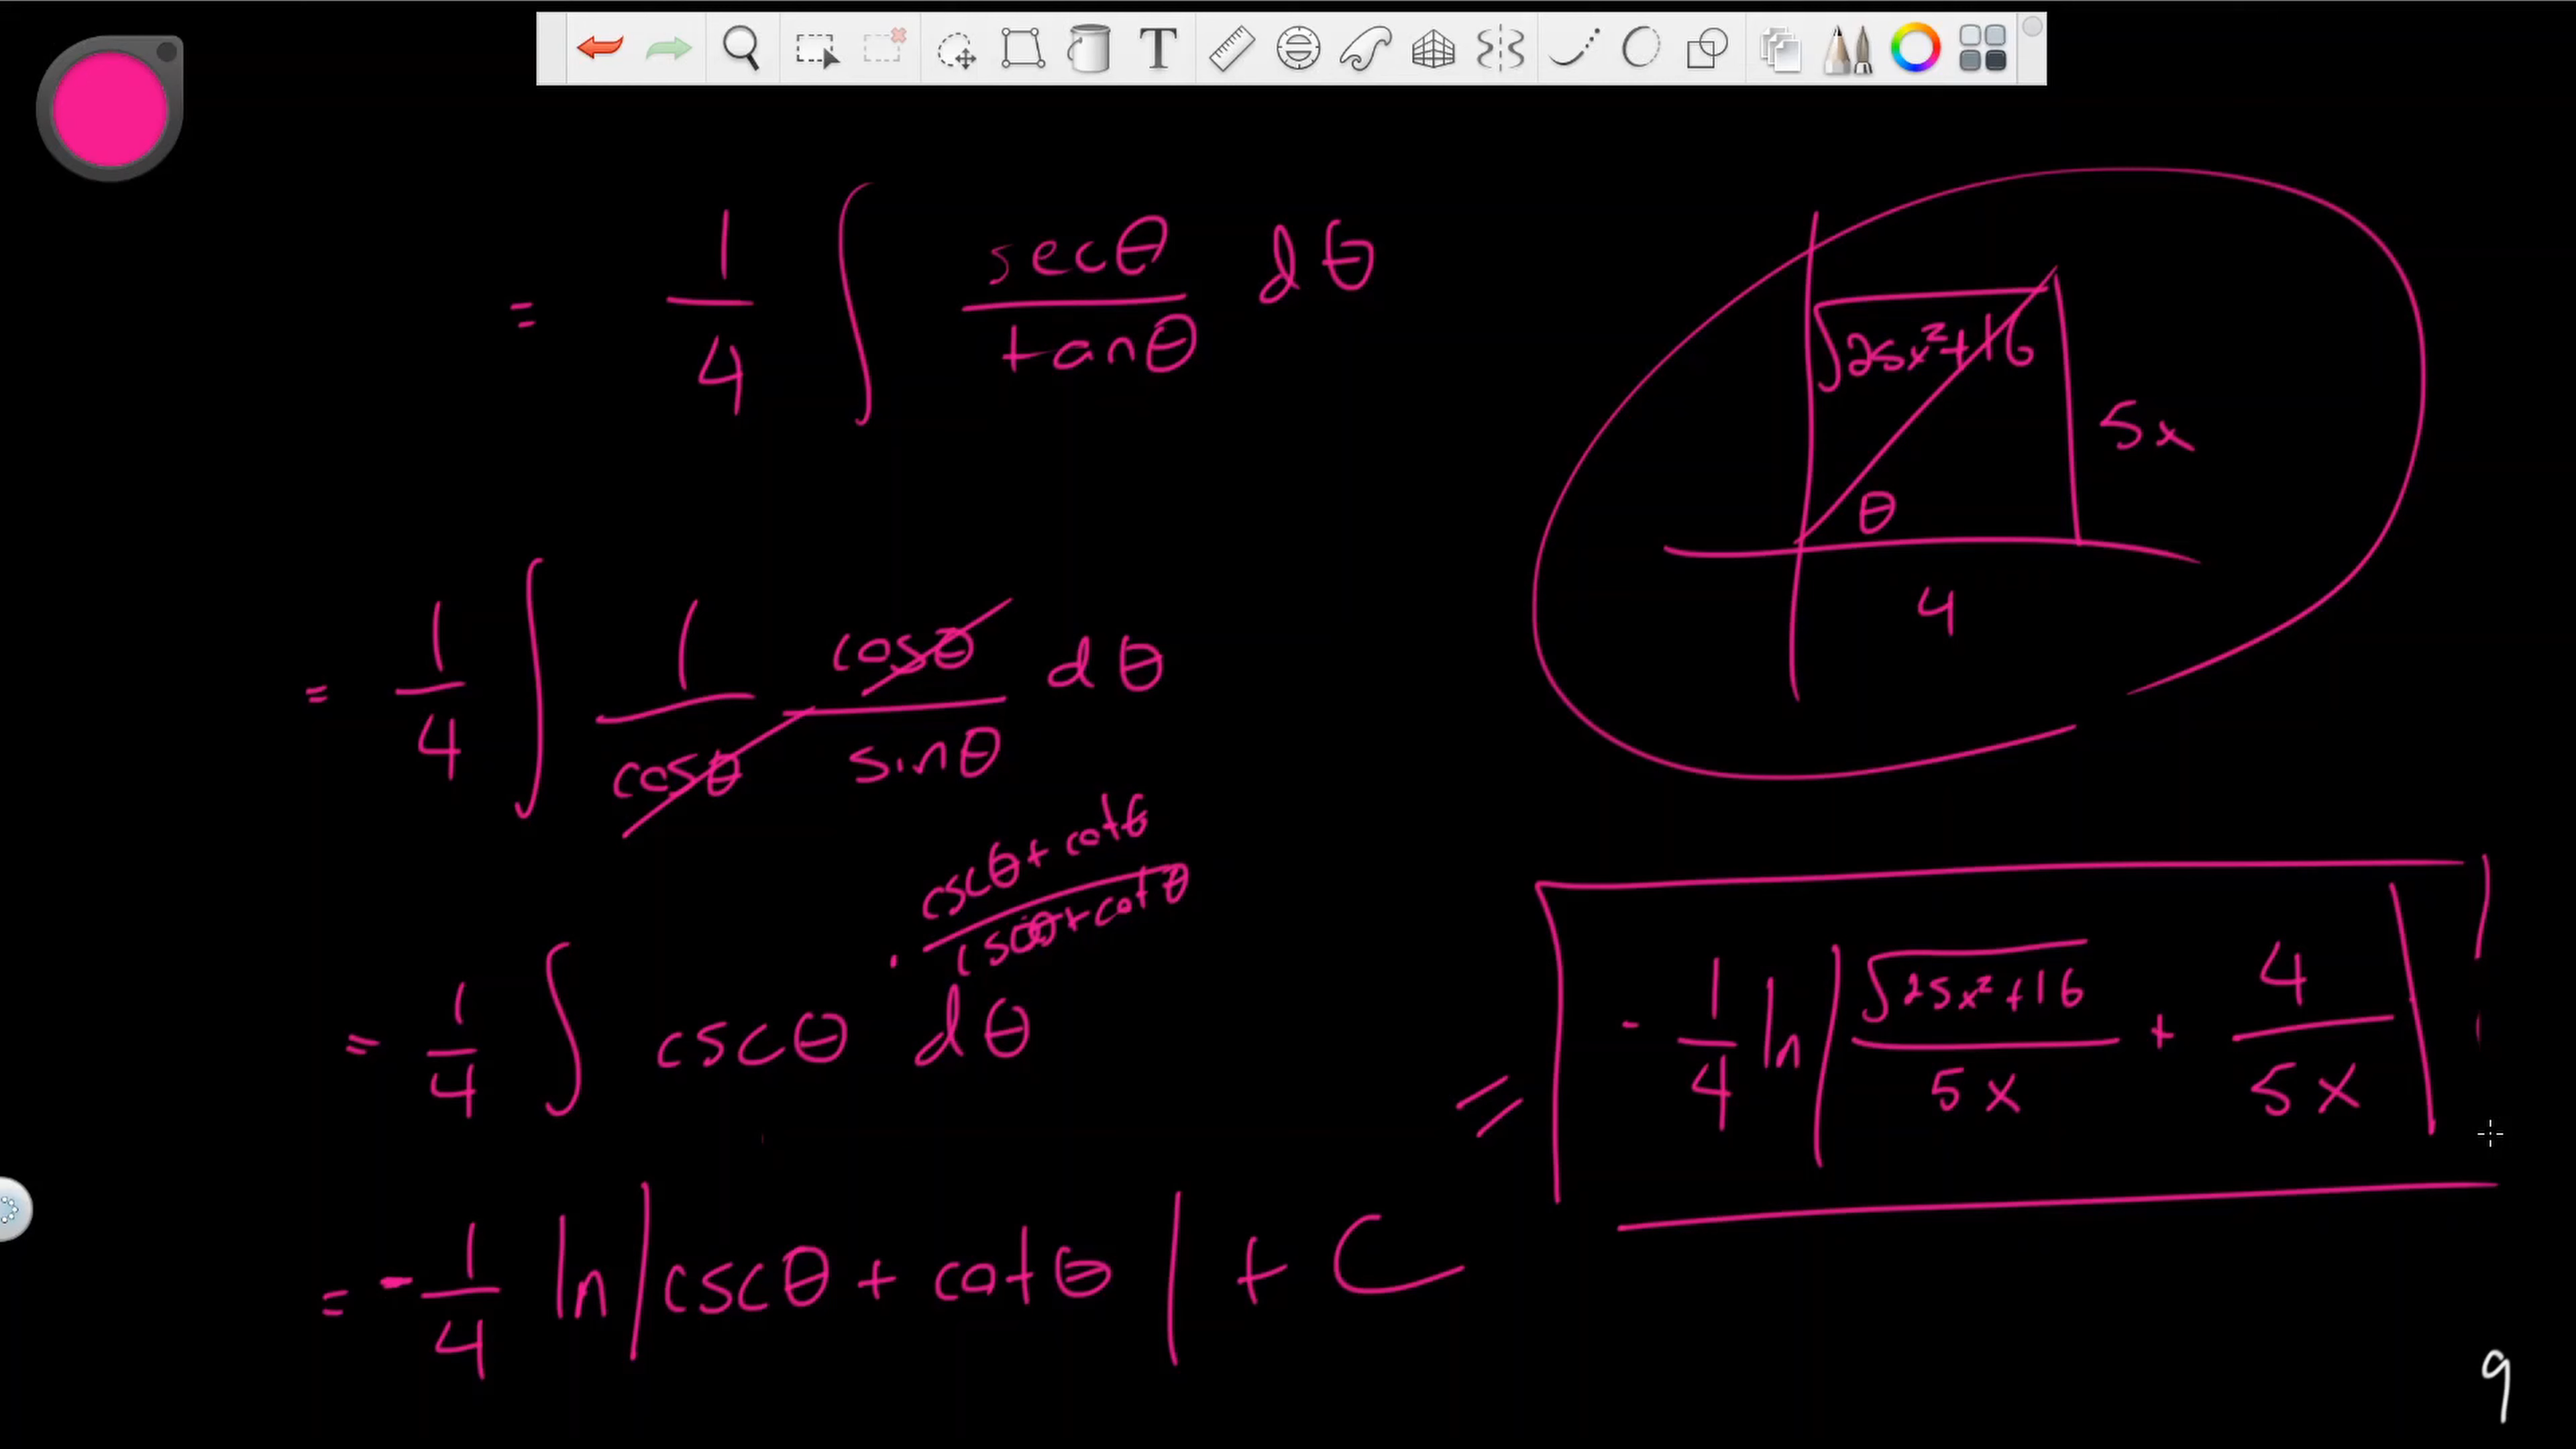 = 1/4 ∫ secθ/tanθ dθ
√25x²+16
5x
θ
4
= 1/4 ∫ 1/cosθ cosθ/sinθ dθ
= 1/4 ∫ cscθ · cscθ+cotθ/cscθ+cotθ dθ
= -1/4 ln|cscθ + cotθ| + C
= -1/4 ln|√25x²+16/5x + 4/5x|
T
9